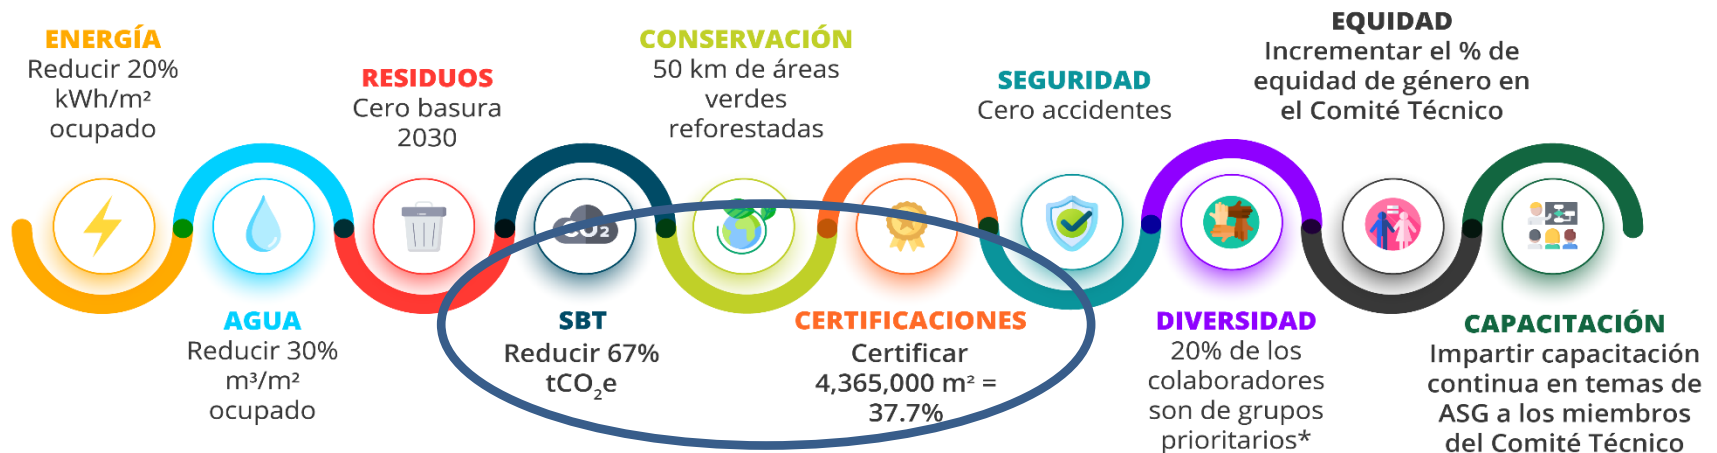 ENERGÍA
Reducir 20%
kWh/m²
ocupado
AGUA
Reducir 30%
m³/m²
ocupado
RESIDUOS
Cero basura
2030
CO₂
SBT
Reducir 67%
tCO₂e
CONSERVACIÓN
50 km de áreas
verdes
reforestadas
CERTIFICACIONES
Certificar
4,365,000 m² =
37.7%
SEGURIDAD
Cero accidentes
DIVERSIDAD
20% de los
colaboradores
son de grupos
prioritarios*
EQUIDAD
Incrementar el % de
equidad de género en
el Comité Técnico
CAPACITACIÓN
Impartir capacitación
continua en temas de
ASG a los miembros
del Comité Técnico